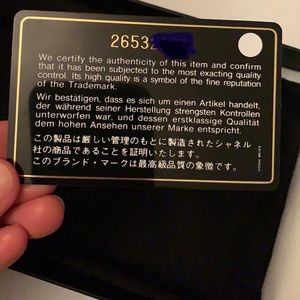 26532
We certify the authenticity of this item and confirm
that it has been subjected to the most exacting quality
control. Its high quality is a symbol of the fine reputation
of the Trademark.
Wir bestätigen, dass es sich um einen Artikel handelt,
der während seiner Herstellung strengsten Kontrollen
unterworfen war, und dessen erstklassige Qualität
dem hohen Ansehen unserer Marke entspricht.
この製品は厳しい管理のもとに製造されたシャネル
社の商品であることを証明いたします。
このブランド・マークは最高級品質の象徴です。